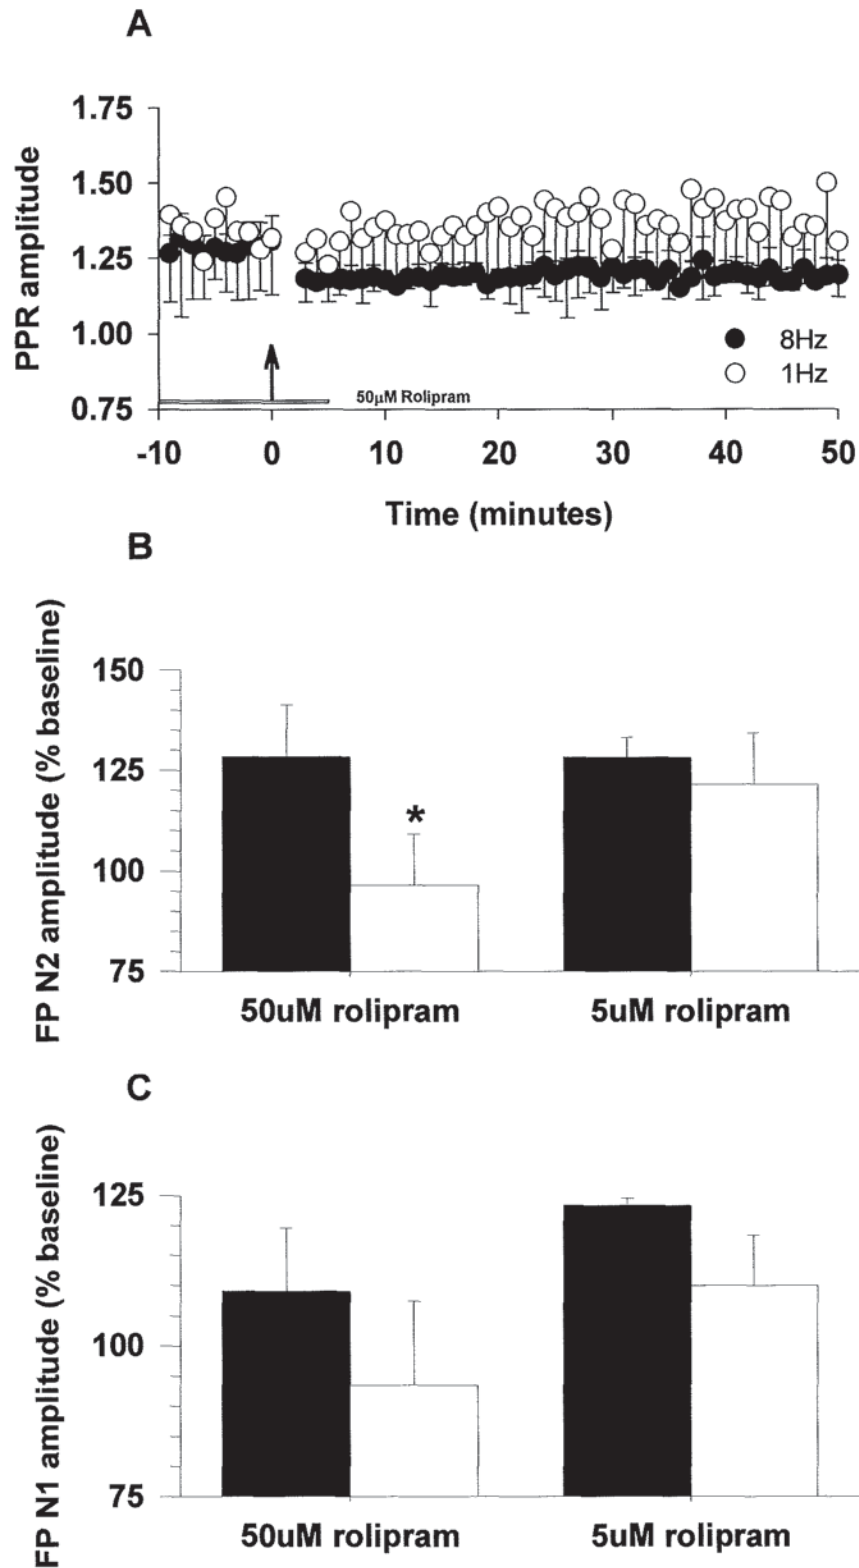 A
PPR amplitude
1.75
1.50
1.25
1.00
0.75
8Hz
1Hz
50μM Rolipram
-10 0 10 20 30 40 50
Time (minutes)
B
FP N2 amplitude (% baseline)
150
125
100
75
*
50uM rolipram 5uM rolipram
C
FP N1 amplitude (% baseline)
125
100
75
50uM rolipram 5uM rolipram